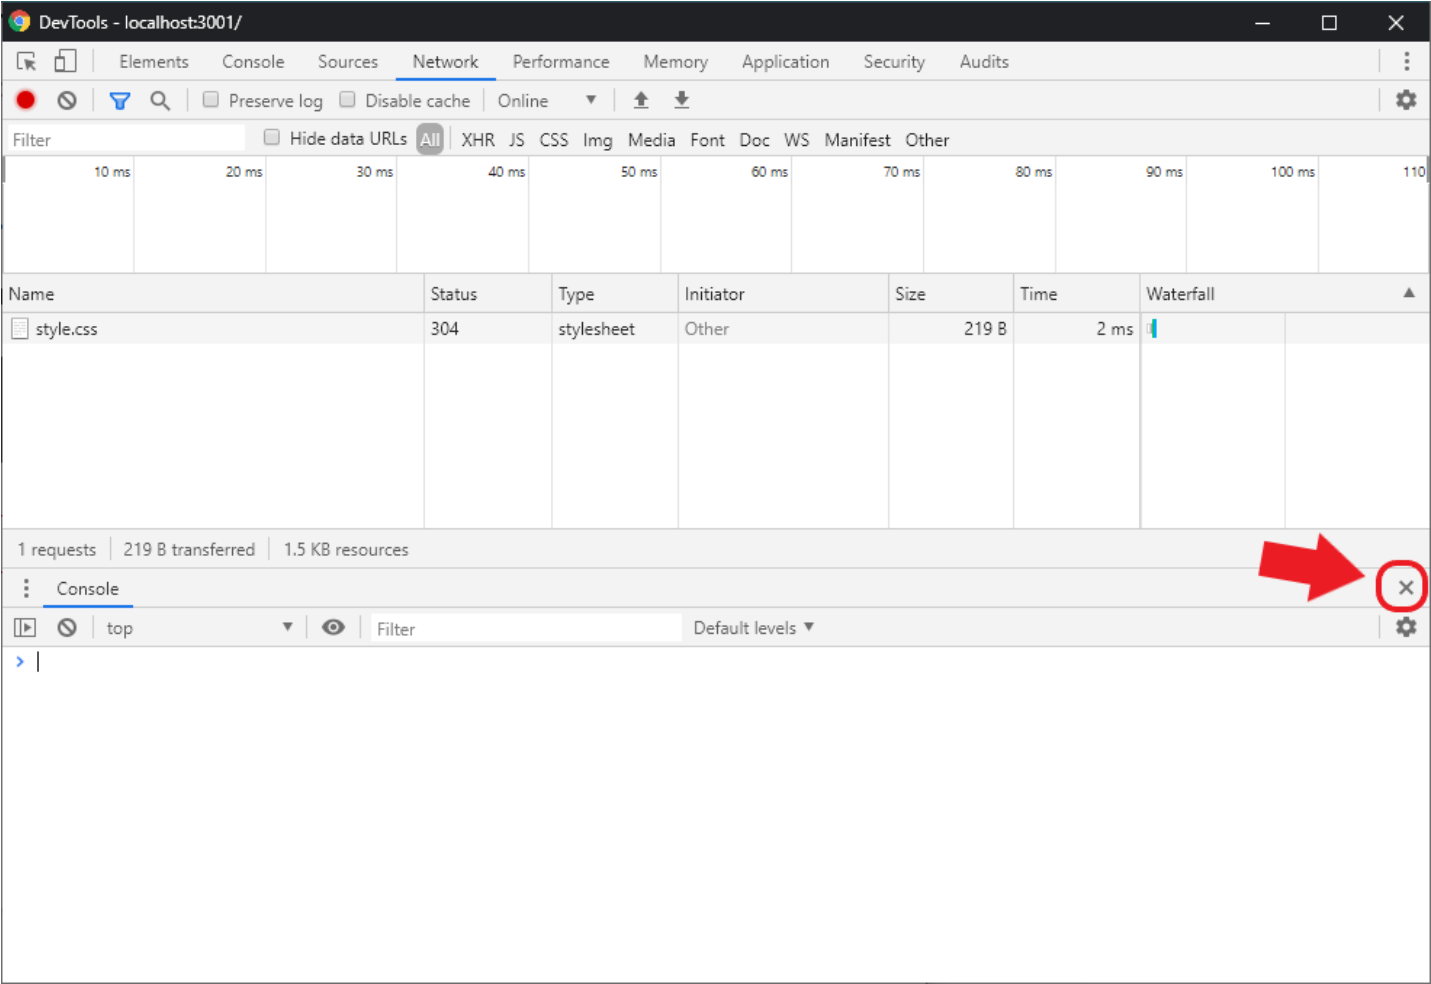 DevTools - localhost:3001/
Elements Console Sources Network Performance Memory Application Security Audits
Preserve log Disable cache Online
Filter Hide data URLs All XHR JS CSS Img Media Font Doc WS Manifest Other
10 ms 20 ms 30 ms 40 ms 50 ms 60 ms 70 ms 80 ms 90 ms 100 ms 110
Name Status Type Initiator Size Time Waterfall
style.css 304 stylesheet Other 219 B 2 ms
1 requests 219 B transferred 1.5 KB resources
Console
top Filter Default levels